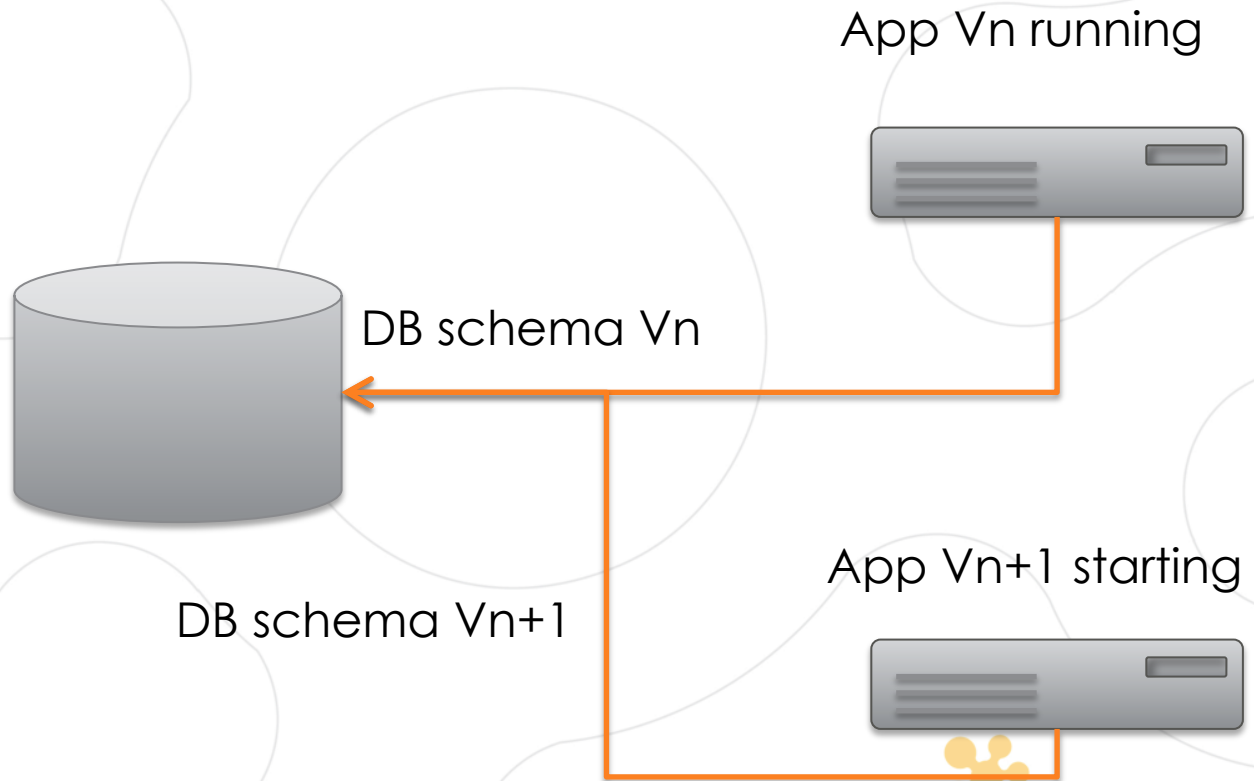 App Vn running
DB schema Vn
App Vn+1 starting
DB schema Vn+1